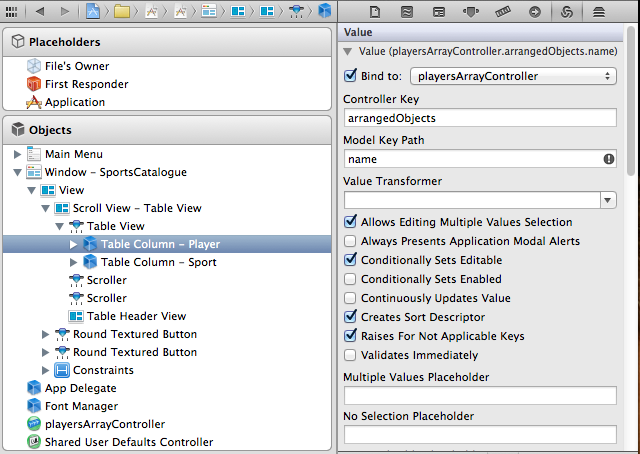 Placeholders
File's Owner
First Responder
Application
Objects
Main Menu
Window – SportsCatalogue
View
Scroll View – Table View
Table View
Table Column – Player
Table Column – Sport
Scroller
Scroller
Table Header View
Round Textured Button
Round Textured Button
Constraints
App Delegate
Font Manager
playersArrayController
Shared User Defaults Controller
Value
Value (playersArrayController.arrangedObjects.name)
Bind to: playersArrayController
Controller Key
arrangedObjects
Model Key Path
name
Value Transformer
Allows Editing Multiple Values Selection
Always Presents Application Modal Alerts
Conditionally Sets Editable
Conditionally Sets Enabled
Continuously Updates Value
Creates Sort Descriptor
Raises For Not Applicable Keys
Validates Immediately
Multiple Values Placeholder
No Selection Placeholder